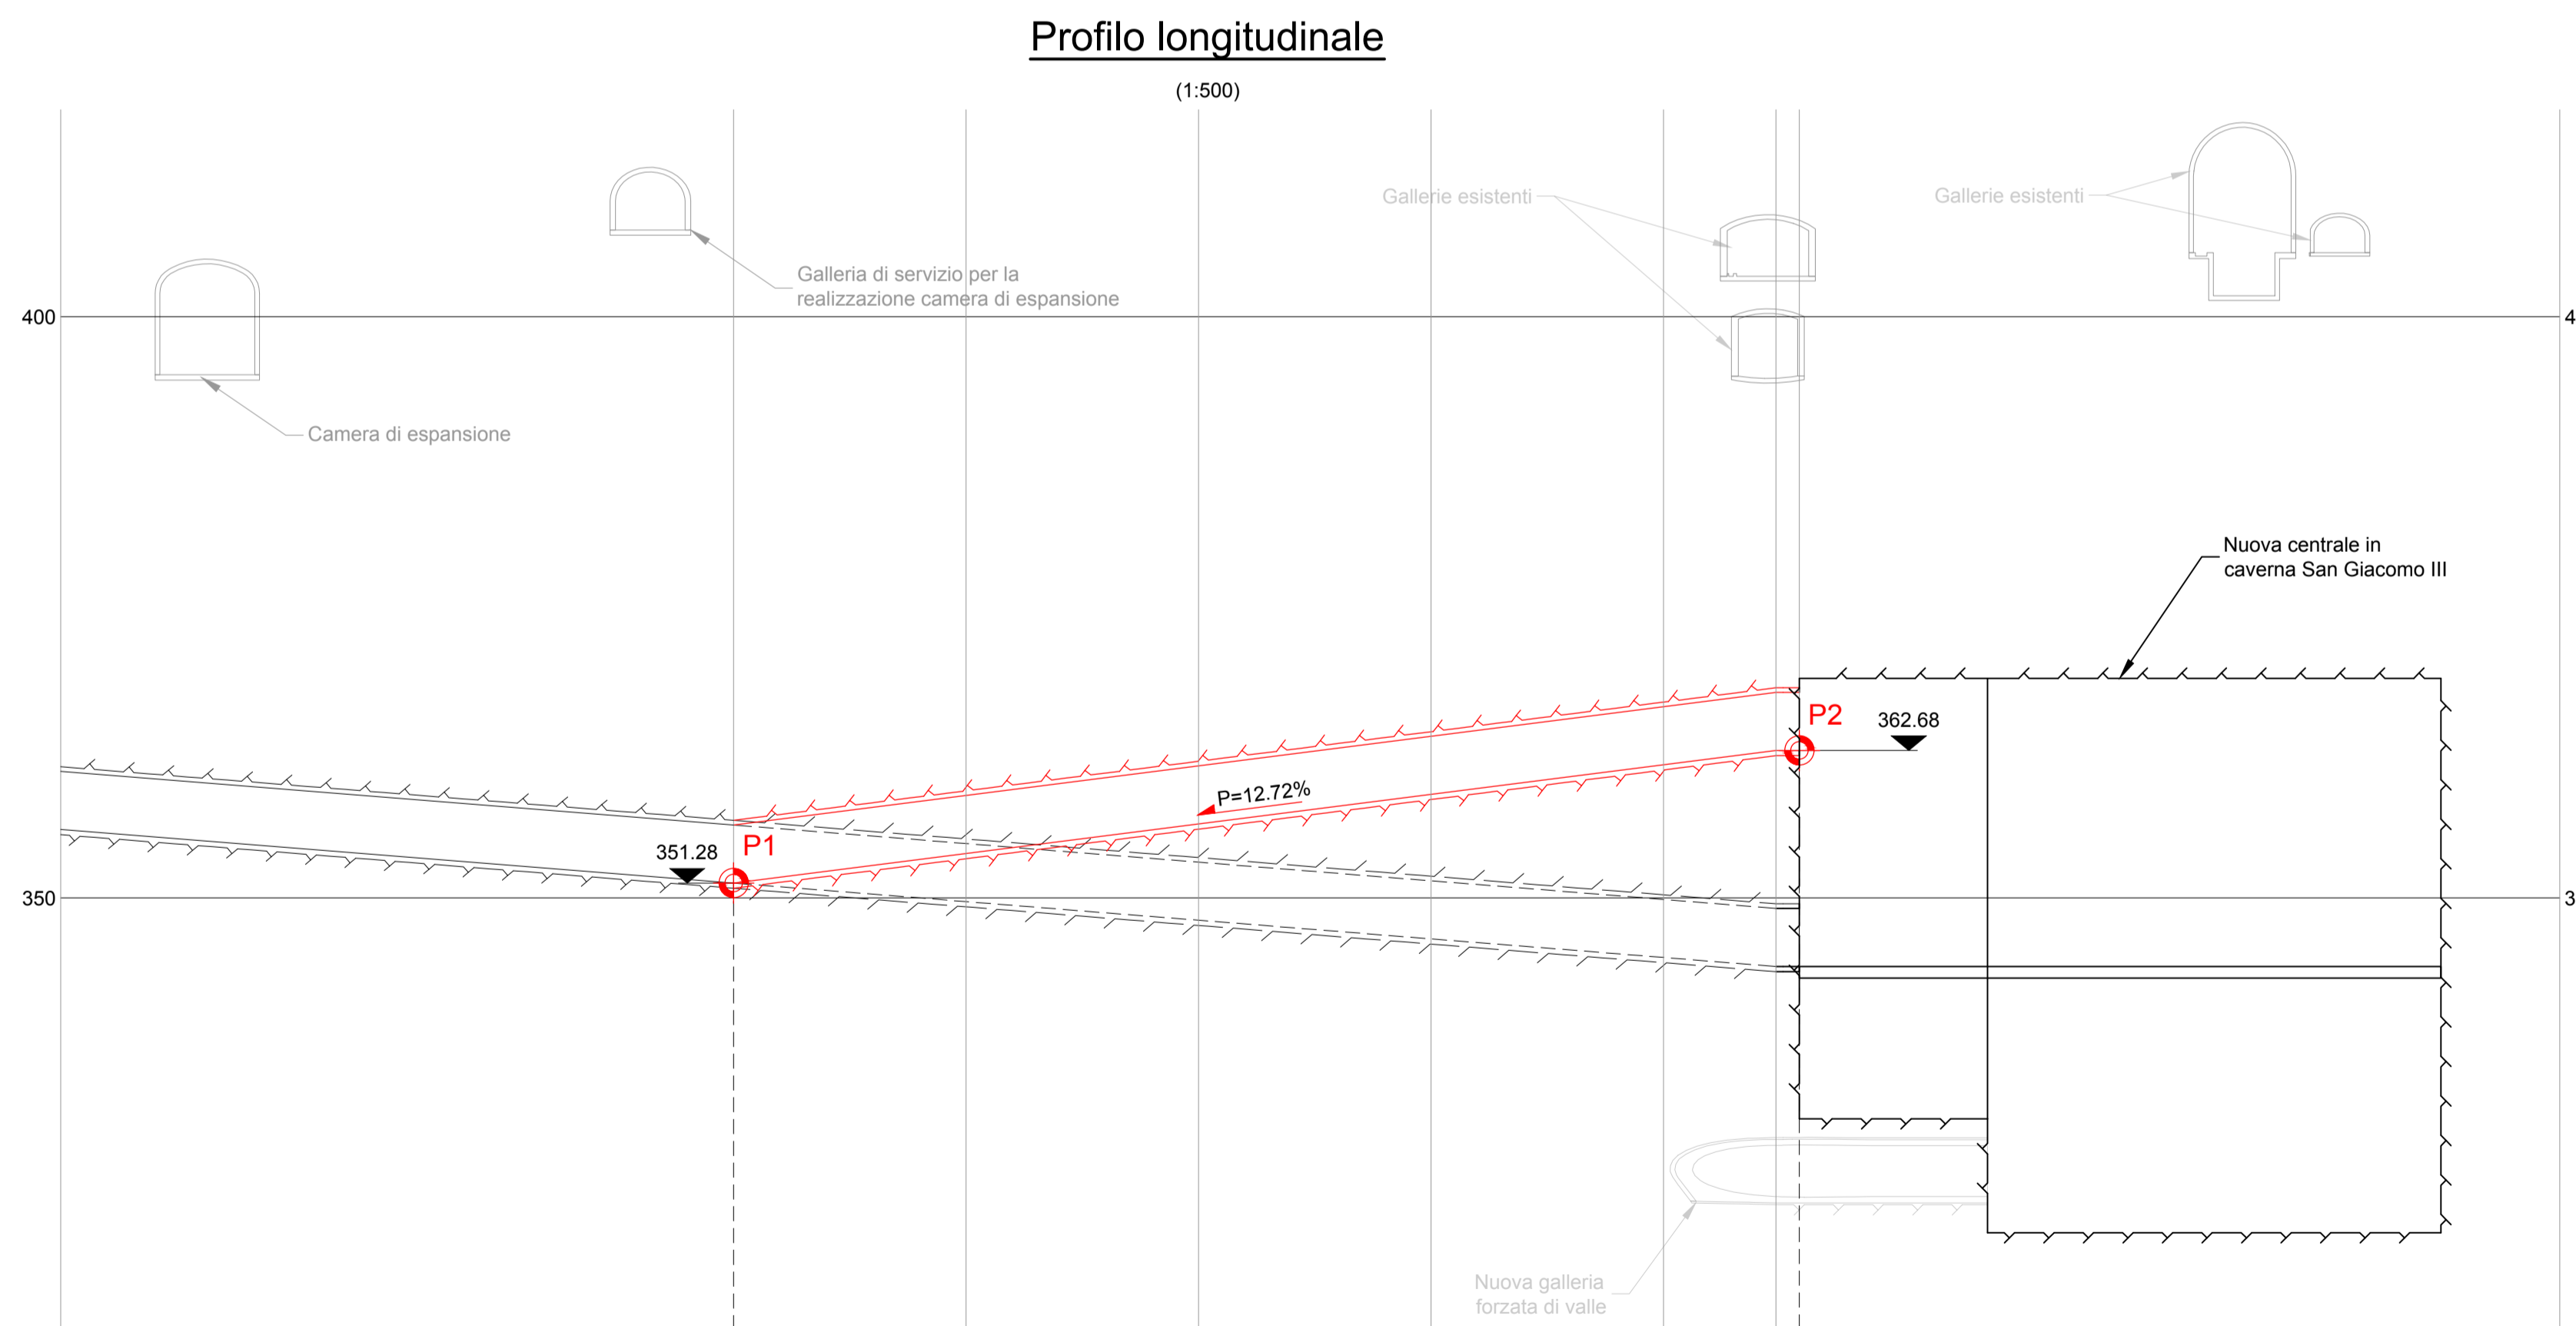 Profilo longitudinale
(1:500)
Gallerie esistenti
Gallerie esistenti
Galleria di servizio per la
realizzazione camera di espansione
400
4
Camera di espansione
Nuova centrale in
caverna San Giacomo III
P2
362.68
P=12.72%
P1
351.28
350
3
Nuova galleria
forzata di valle